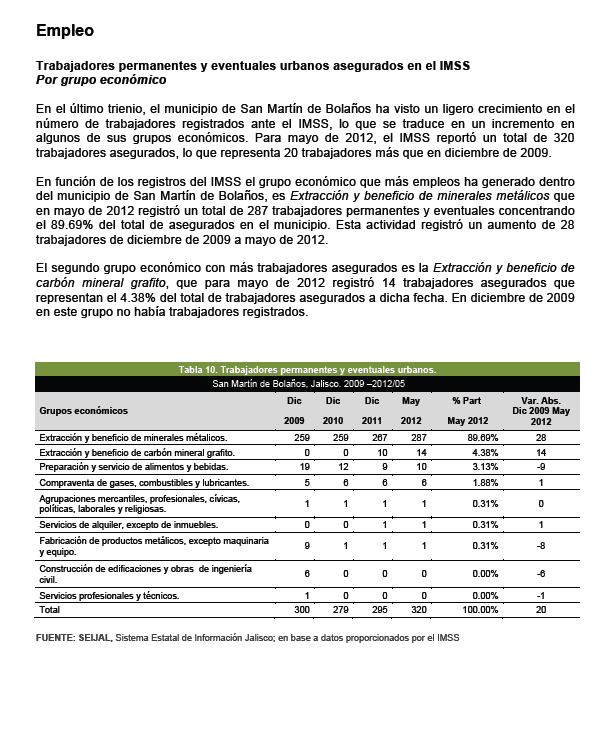 Empleo
Trabajadores permanentes y eventuales urbanos asegurados en el IMSS
Por grupo económico
En el último trienio, el municipio de San Martín de Bolaños ha visto un ligero crecimiento en el
número de trabajadores registrados ante el IMSS, lo que se traduce en un incremento en
algunos de sus grupos económicos. Para mayo de 2012, el IMSS reportó un total de 320
trabajadores asegurados, lo que representa 20 trabajadores más que en diciembre de 2009.
En función de los registros del IMSS el grupo económico que más empleos ha generado dentro
del municipio de San Martín de Bolaños, es Extracción y beneficio de minerales metálicos que
en mayo de 2012 registró un total de 287 trabajadores permanentes y eventuales concentrando
el 89.69% del total de asegurados en el municipio. Esta actividad registró un aumento de 28
trabajadores de diciembre de 2009 a mayo de 2012.
El segundo grupo económico con más trabajadores asegurados es la Extracción y beneficio de
carbón mineral grafito, que para mayo de 2012 registró 14 trabajadores asegurados que
representan el 4.38% del total de trabajadores asegurados a dicha fecha. En diciembre de 2009
en este grupo no había trabajadores registrados.
Tabla 10. Trabajadores permanentes y eventuales urbanos.
San Martín de Bolaños, Jalisco. 2009 –2012/05
Grupos económicos Dic 2009 Dic 2010 Dic 2011 May 2012 % Part May 2012 Var. Abs. Dic 2009 May 2012
Extracción y beneficio de minerales métalicos. 259 259 267 287 89.69% 28
Extracción y beneficio de carbón mineral grafito. 0 0 10 14 4.38% 14
Preparación y servicio de alimentos y bebidas. 19 12 9 10 3.13% -9
Compraventa de gases, combustibles y lubricantes. 5 6 6 6 1.88% 1
Agrupaciones mercantiles, profesionales, cívicas,
políticas, laborales y religiosas. 1 1 1 1 0.31% 0
Servicios de alquiler, excepto de inmuebles. 0 0 1 1 0.31% 1
Fabricación de productos metálicos, excepto maquinaria
y equipo. 9 1 1 1 0.31% -8
Construcción de edificaciones y obras de ingeniería
civil. 6 0 0 0 0.00% -6
Servicios profesionales y técnicos. 1 0 0 0 0.00% -1
Total 300 279 295 320 100.00% 20
FUENTE: SEIJAL, Sistema Estatal de Información Jalisco; en base a datos proporcionados por el IMSS